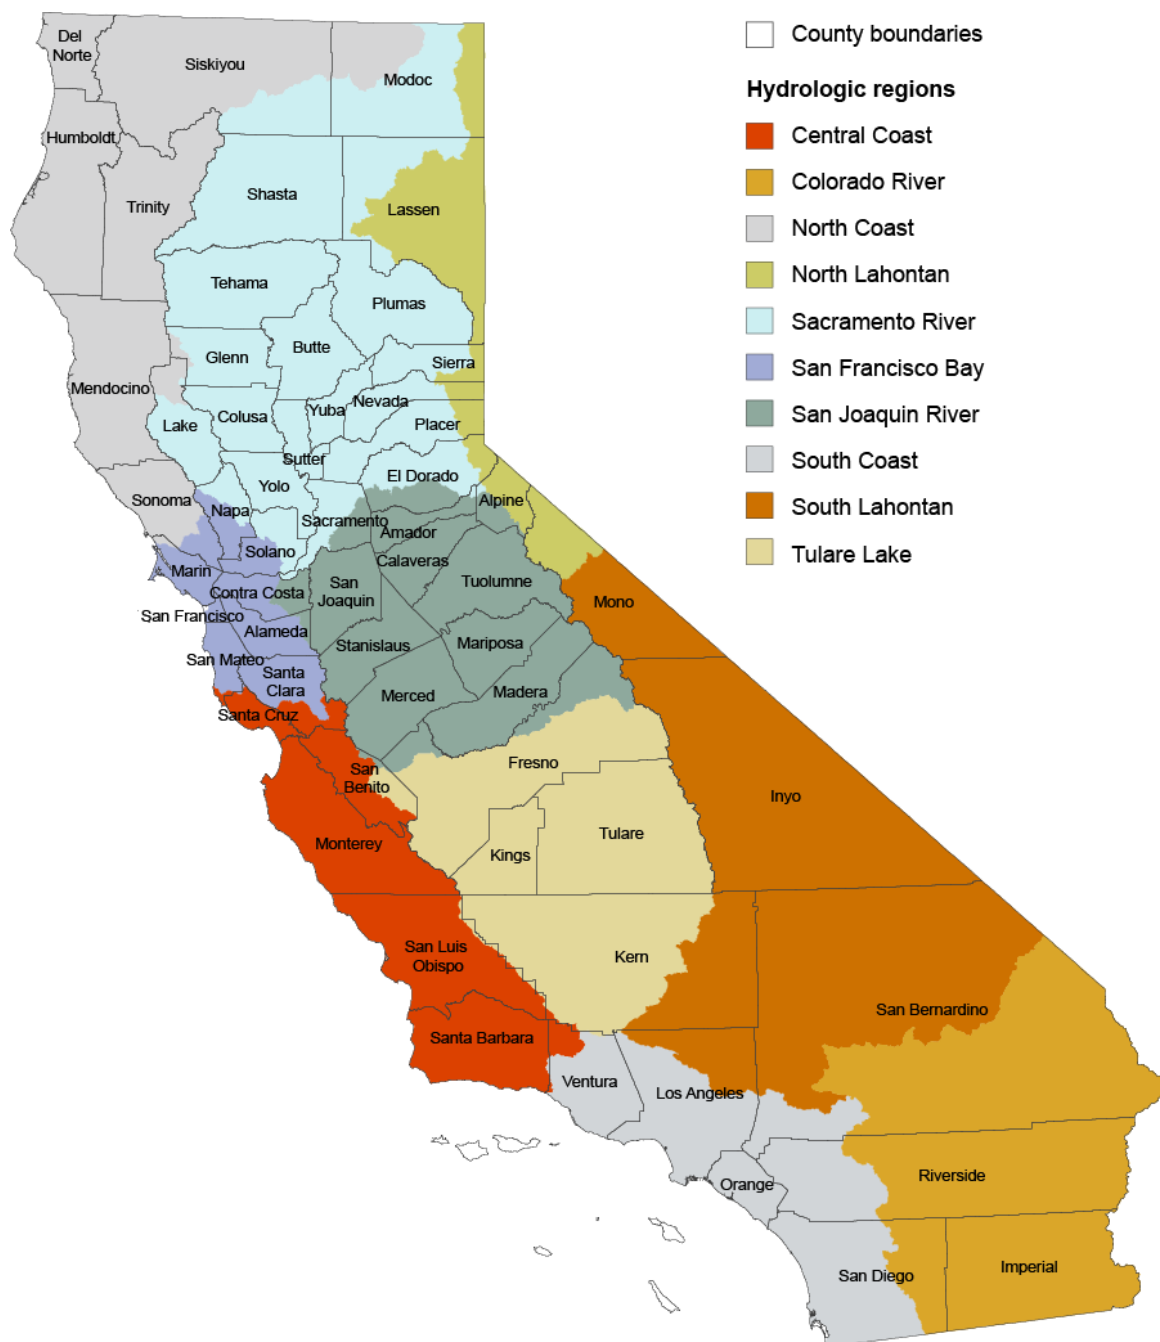 County boundaries
Hydrologic regions
Central Coast
Colorado River
North Coast
North Lahontan
Sacramento River
San Francisco Bay
San Joaquin River
South Coast
South Lahontan
Tulare Lake
Del
Norte
Siskiyou
Modoc
Humboldt
Trinity
Shasta
Lassen
Tehama
Plumas
Glenn
Butte
Sierra
Mendocino
Lake
Colusa
Yuba
Nevada
Placer
Sutter
Yolo
El Dorado
Sonoma
Napa
Sacramento
Alpine
Amador
Solano
Calaveras
Marin
Contra Costa
San
Joaquin
Tuolumne
Mono
San Francisco
Alameda
Stanislaus
Mariposa
San Mateo
Santa
Clara
Merced
Madera
Santa Cruz
Fresno
San
Benito
Inyo
Monterey
Kings
Tulare
San Luis
Obispo
Kern
San Bernardino
Santa Barbara
Ventura
Los Angeles
Orange
Riverside
San Diego
Imperial